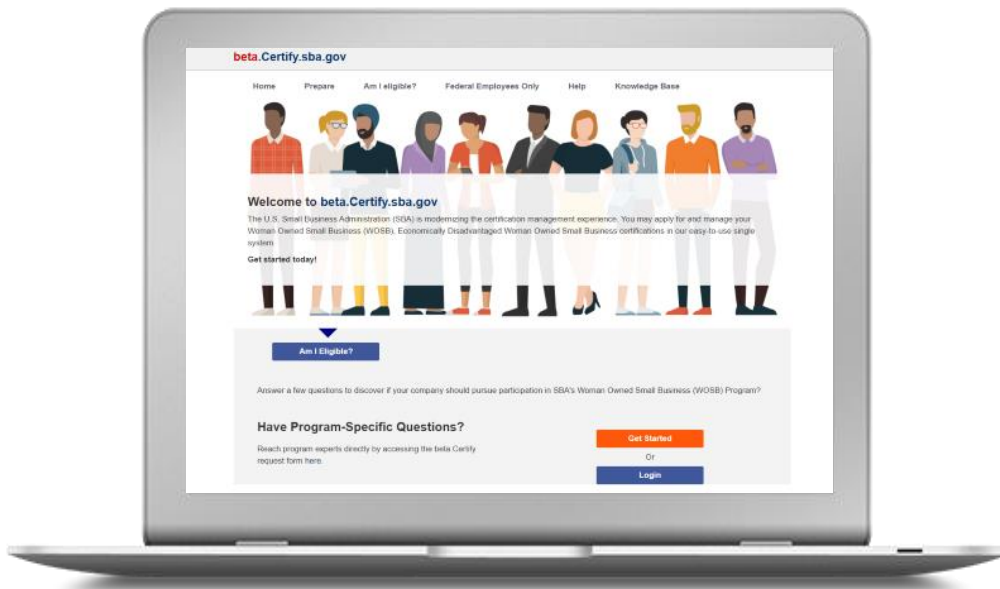 beta.Certify.sba.gov
Home Prepare Am I eligible? Federal Employees Only Help Knowledge Base
Welcome to beta.Certify.sba.gov
The U.S. Small Business Administration (SBA) is modernizing the certification management experience. You may apply for and manage your
Woman Owned Small Business (WOSB), Economically Disadvantaged Woman Owned Small Business certifications in our easy-to-use single
system.
Get started today!
Am I Eligible?
Answer a few questions to discover if your company should pursue participation in SBA's Woman Owned Small Business (WOSB) Program?
Have Program-Specific Questions?
Reach program experts directly by accessing the beta.Certify
request form here.
Get Started
Or
Login